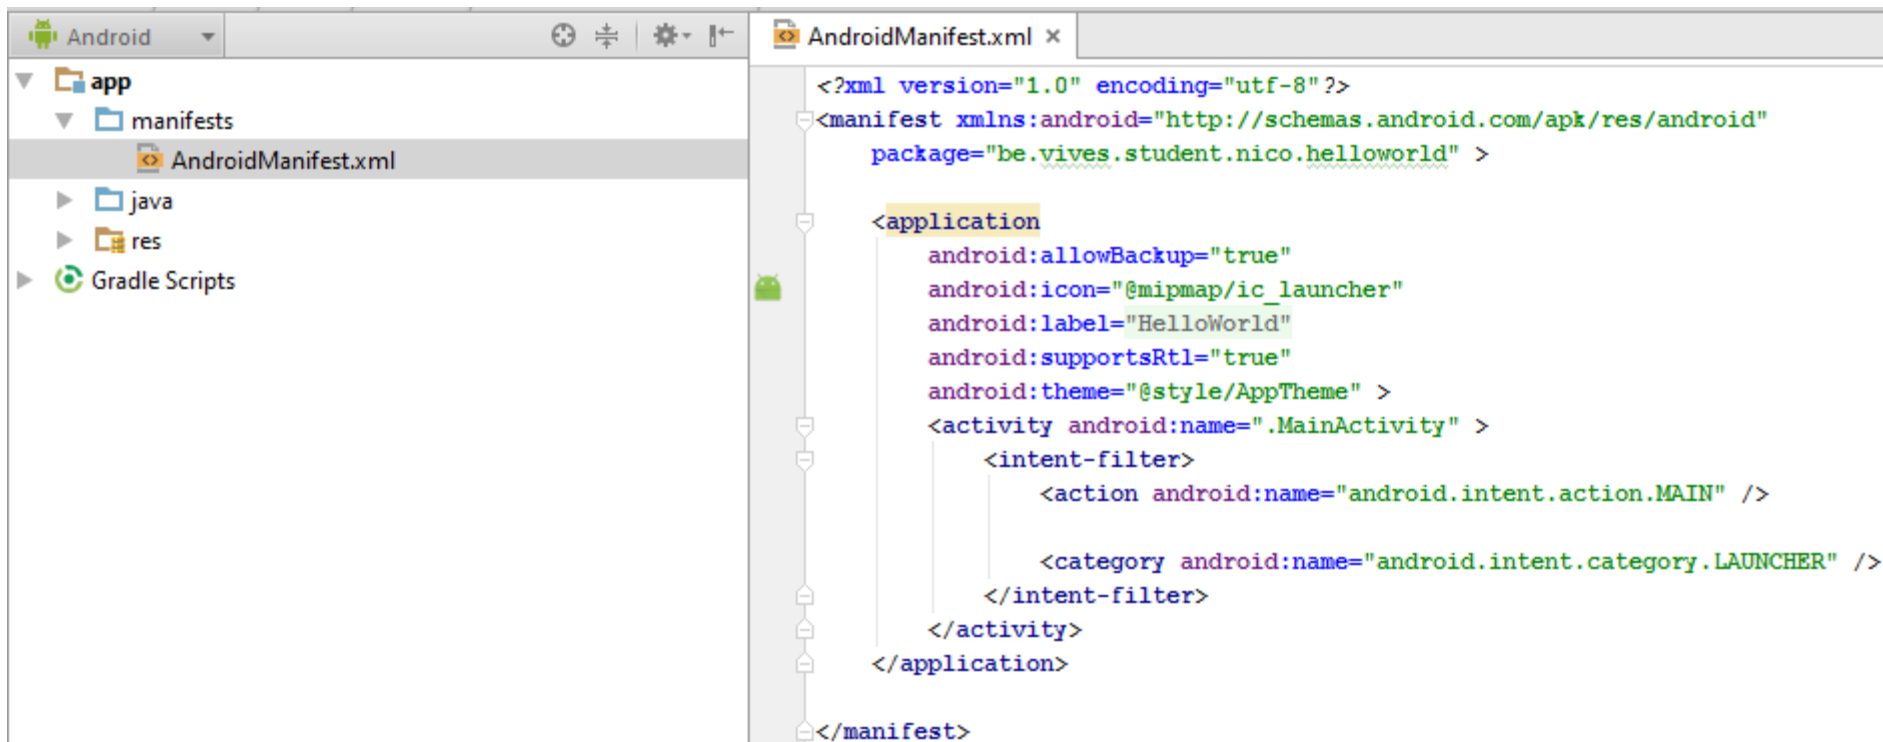 Android
app
manifests
AndroidManifest.xml
java
res
Gradle Scripts
AndroidManifest.xml
<?xml version="1.0" encoding="utf-8"?>
<manifest xmlns:android="http://schemas.android.com/apk/res/android"
package="be.vives.student.nico.helloworld" >
<application
android:allowBackup="true"
android:icon="@mipmap/ic_launcher"
android:label="HelloWorld"
android:supportsRtl="true"
android:theme="@style/AppTheme" >
<activity android:name=".MainActivity" >
<intent-filter>
<action android:name="android.intent.action.MAIN" />
<category android:name="android.intent.category.LAUNCHER" />
</intent-filter>
</activity>
</application>
</manifest>